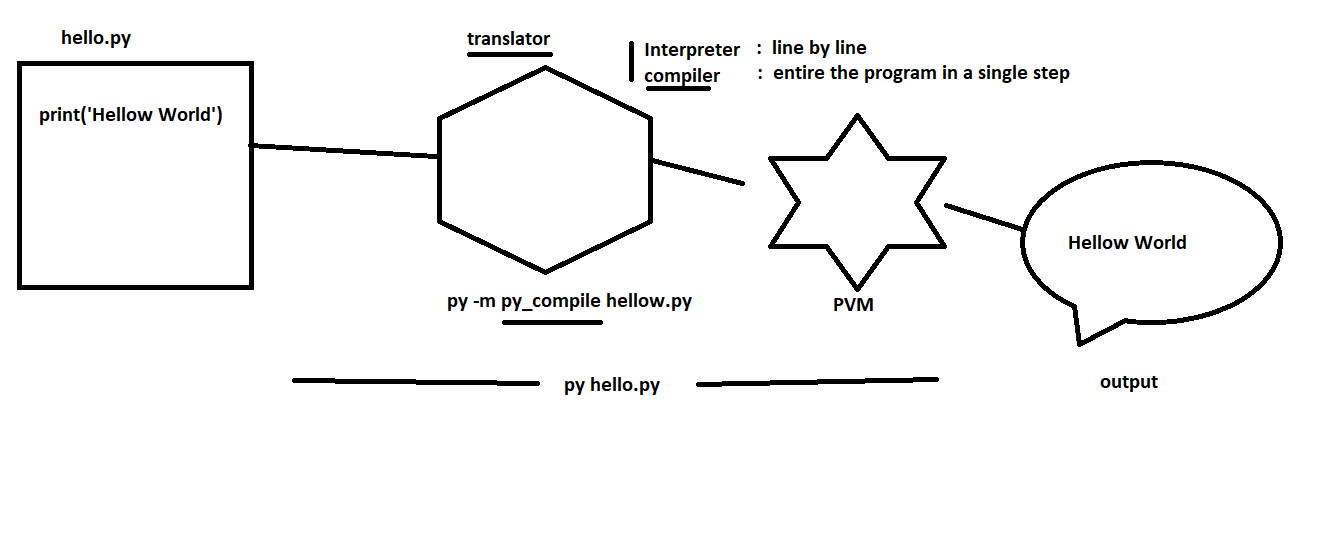 hello.py
print('Hellow World')
translator
Interpreter : line by line
compiler : entire the program in a single step
py -m py_compile hellow.py
PVM
Hellow World
py hello.py
output